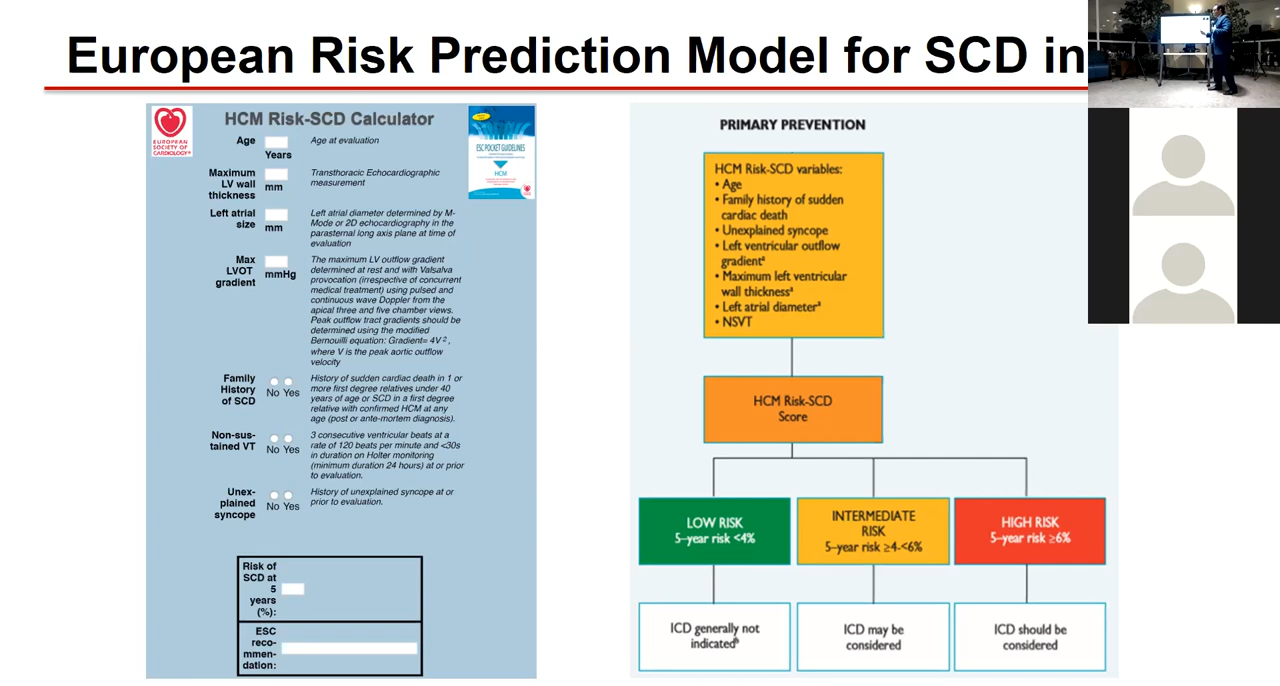 European Risk Prediction Model for SCD in
EUROPEAN
SOCIETY OF
CARDIOLOGY®
HCM Risk-SCD Calculator
ESC POCKET GUIDELINES
HCM
Age
Years
Age at evaluation
Maximum
LV wall
thickness
mm
Transthoracic Echocardiographic
measurement
Left atrial
size
mm
Left atrial diameter determined by M-
Mode or 2D echocardiography in the
parasternal long axis plane at time of
evaluation
Max
LVOT
gradient
mmHg
The maximum LV outflow gradient
determined at rest and with Valsalva
provocation (irrespective of concurrent
medical treatment) using pulsed and
continuous wave Doppler from the
apical three and five chamber views.
Peak outflow tract gradients should be
determined using the modified
Bernouilli equation: Gradient= 4V²,
where V is the peak aortic outflow
velocity
Family
History
of SCD
No Yes
History of sudden cardiac death in 1 or
more first degree relatives under 40
years of age or SCD in a first degree
relative with confirmed HCM at any
age (post or ante-mortem diagnosis).
Non-sus-
tained VT
No Yes
3 consecutive ventricular beats at a
rate of 120 beats per minute and <30s
in duration on Holter monitoring
(minimum duration 24 hours) at or prior
to evaluation.
Unex-
plained
syncope
No Yes
History of unexplained syncope at or
prior to evaluation.
Risk of
SCD at
5
years
(%):
ESC
reco-
mmen-
dation:
PRIMARY PREVENTION
HCM Risk-SCD variables:
• Age
• Family history of sudden
cardiac death
• Unexplained syncope
• Left ventricular outflow
gradientª
• Maximum left ventricular
wall thicknessª
• Left atrial diameterª
• NSVT
HCM Risk-SCD
Score
LOW RISK
5–year risk <4%
INTERMEDIATE
RISK
5–year risk ≥4-<6%
HIGH RISK
5–year risk ≥6%
ICD generally not
indicatedᵇ
ICD may be
considered
ICD should be
considered